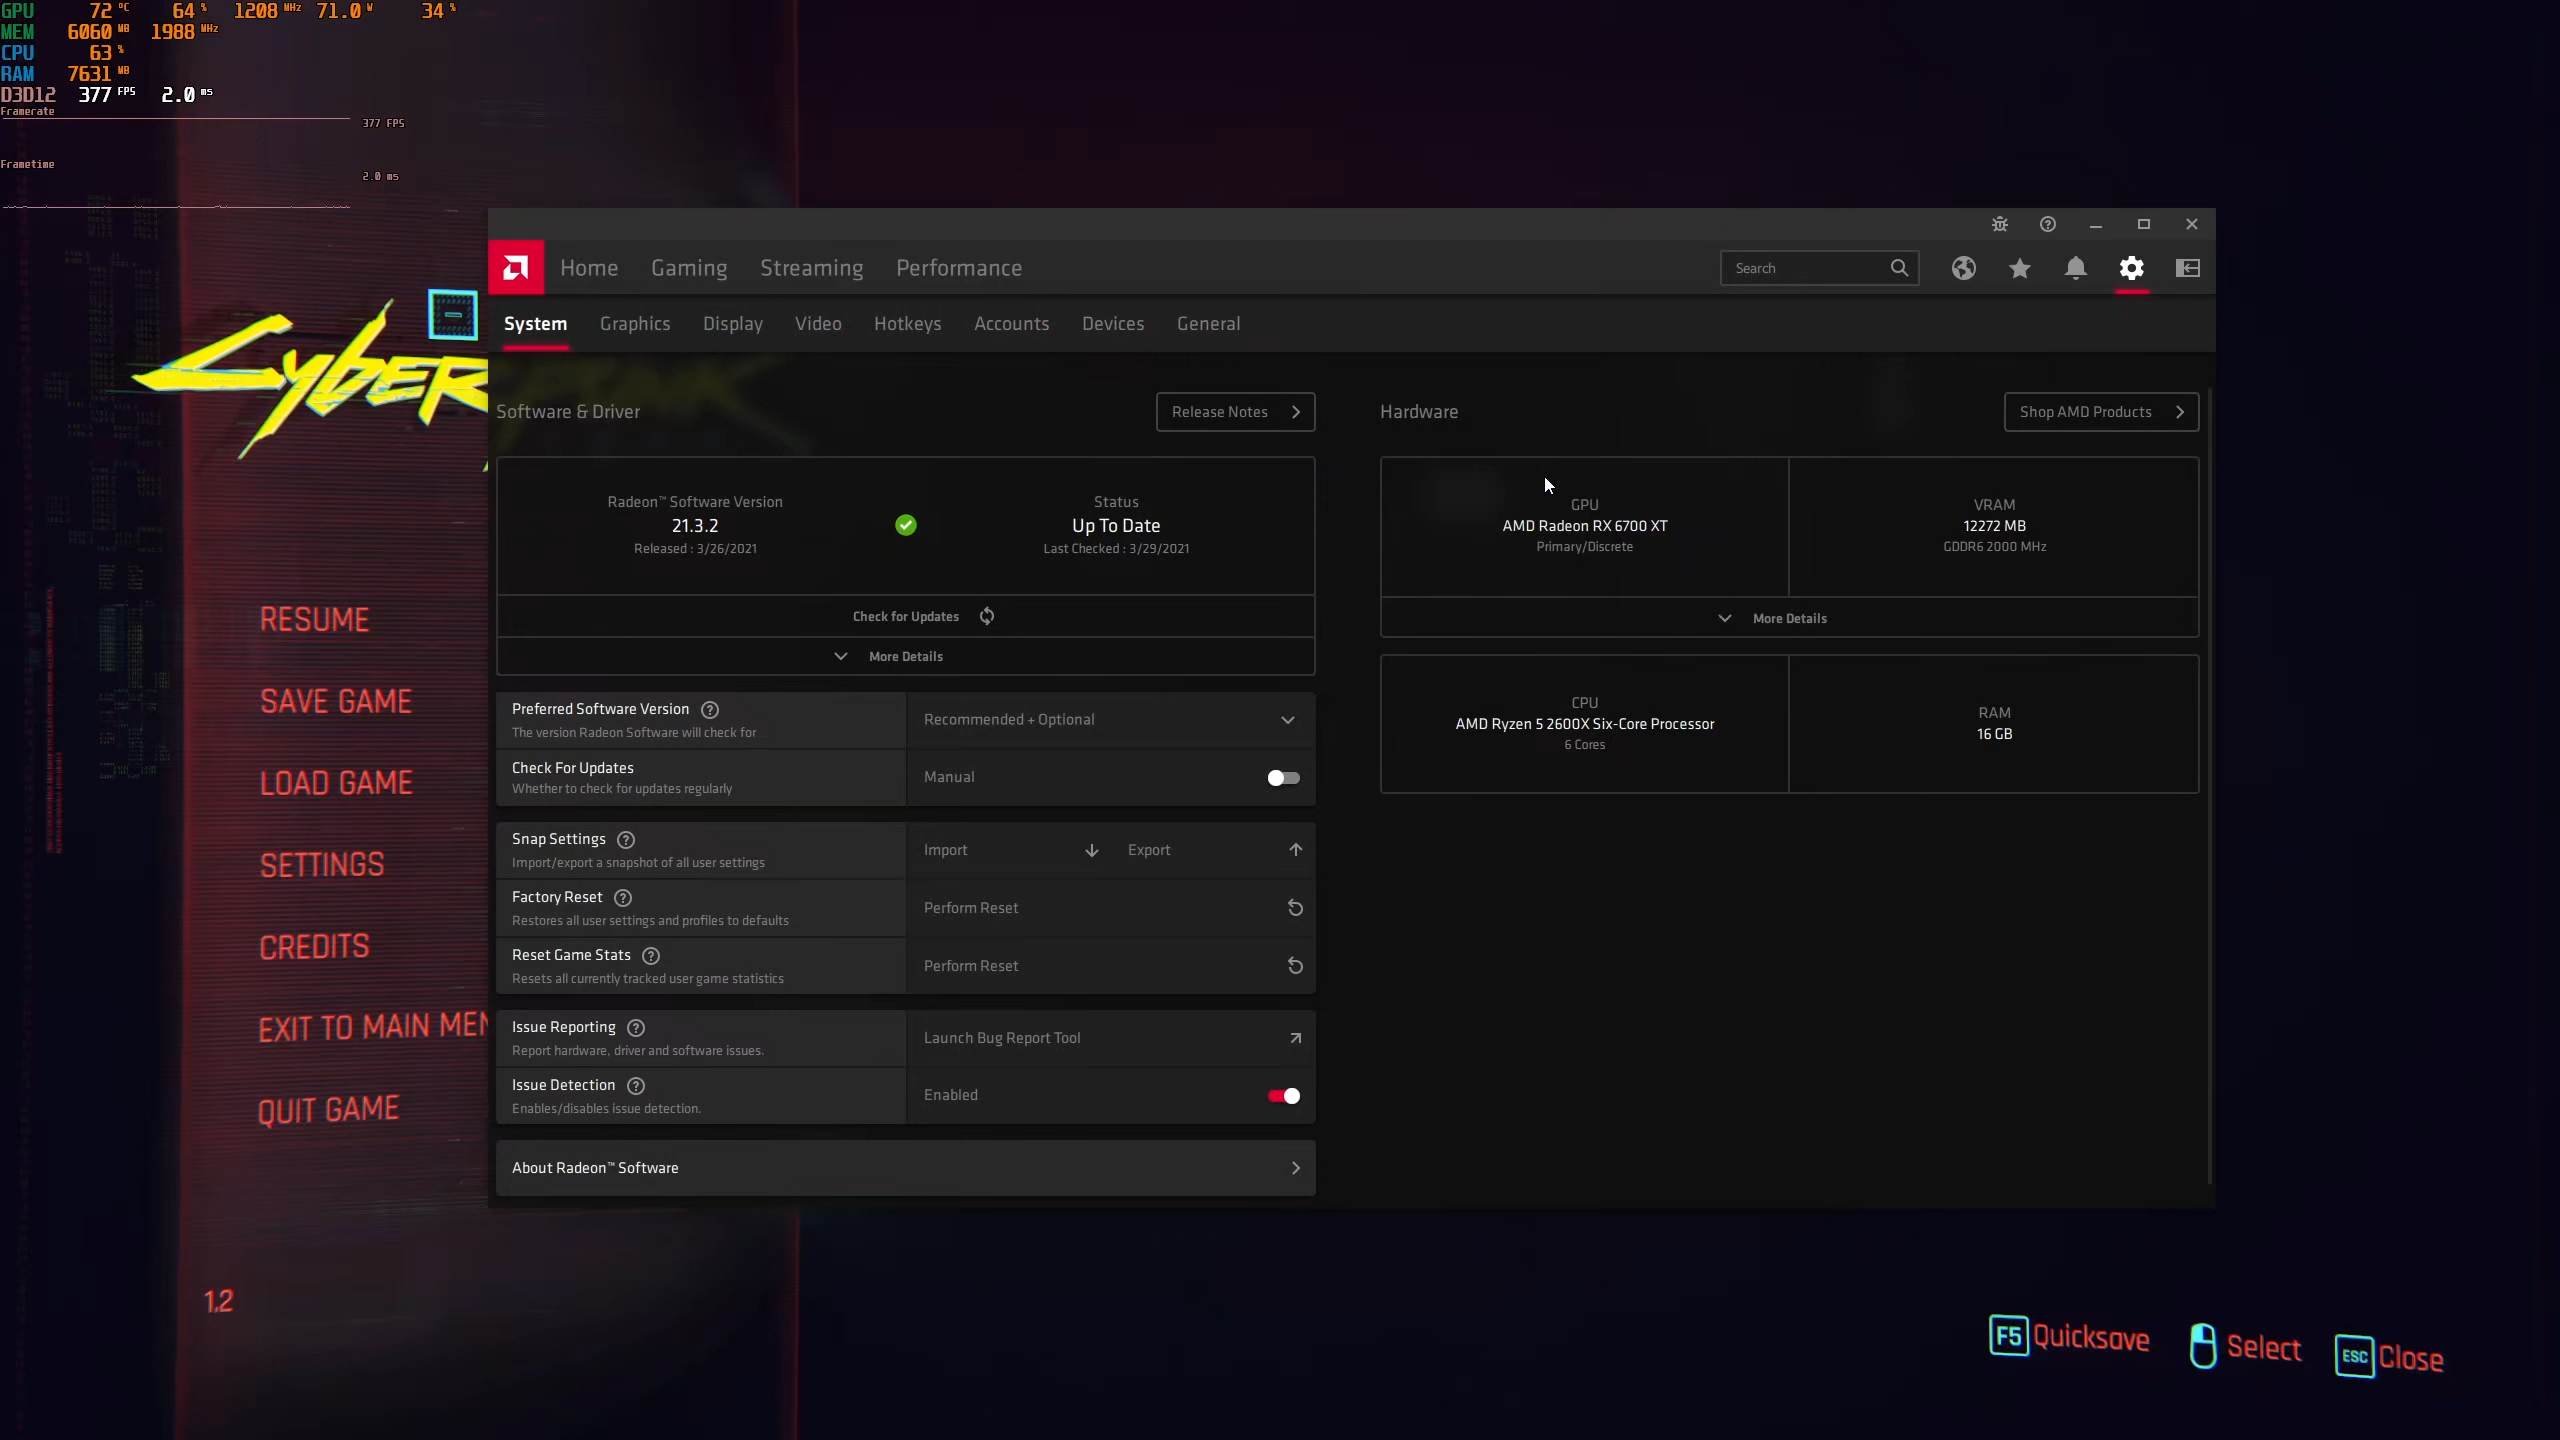 GPU 72 °C 64 % 1208 MHz 71.0 W 34 %
MEM 6060 MB 1988 MHz
CPU 63 %
RAM 7631 MB
D3D12 377 FPS 2.0 ms
Framerate
377 FPS
Frametime
2.0 ms
Home Gaming Streaming Performance
Search
System Graphics Display Video Hotkeys Accounts Devices General
CYBER
RESUME
SAVE GAME
LOAD GAME
SETTINGS
CREDITS
EXIT TO MAIN MEN
QUIT GAME
1.2
Software & Driver
Release Notes
Radeon™ Software Version
21.3.2
Released : 3/26/2021
Status
Up To Date
Last Checked : 3/29/2021
Check for Updates
More Details
Preferred Software Version
The version Radeon Software will check for
Recommended + Optional
Check For Updates
Whether to check for updates regularly
Manual
Snap Settings
Import/export a snapshot of all user settings
Import
Export
Factory Reset
Restores all user settings and profiles to defaults
Perform Reset
Reset Game Stats
Resets all currently tracked user game statistics
Perform Reset
Issue Reporting
Report hardware, driver and software issues.
Launch Bug Report Tool
Issue Detection
Enables/disables issue detection.
Enabled
About Radeon™ Software
Hardware
Shop AMD Products
GPU
AMD Radeon RX 6700 XT
Primary/Discrete
VRAM
12272 MB
GDDR6 2000 MHz
More Details
CPU
AMD Ryzen 5 2600X Six-Core Processor
6 Cores
RAM
16 GB
F5 Quicksave
Select
ESC Close